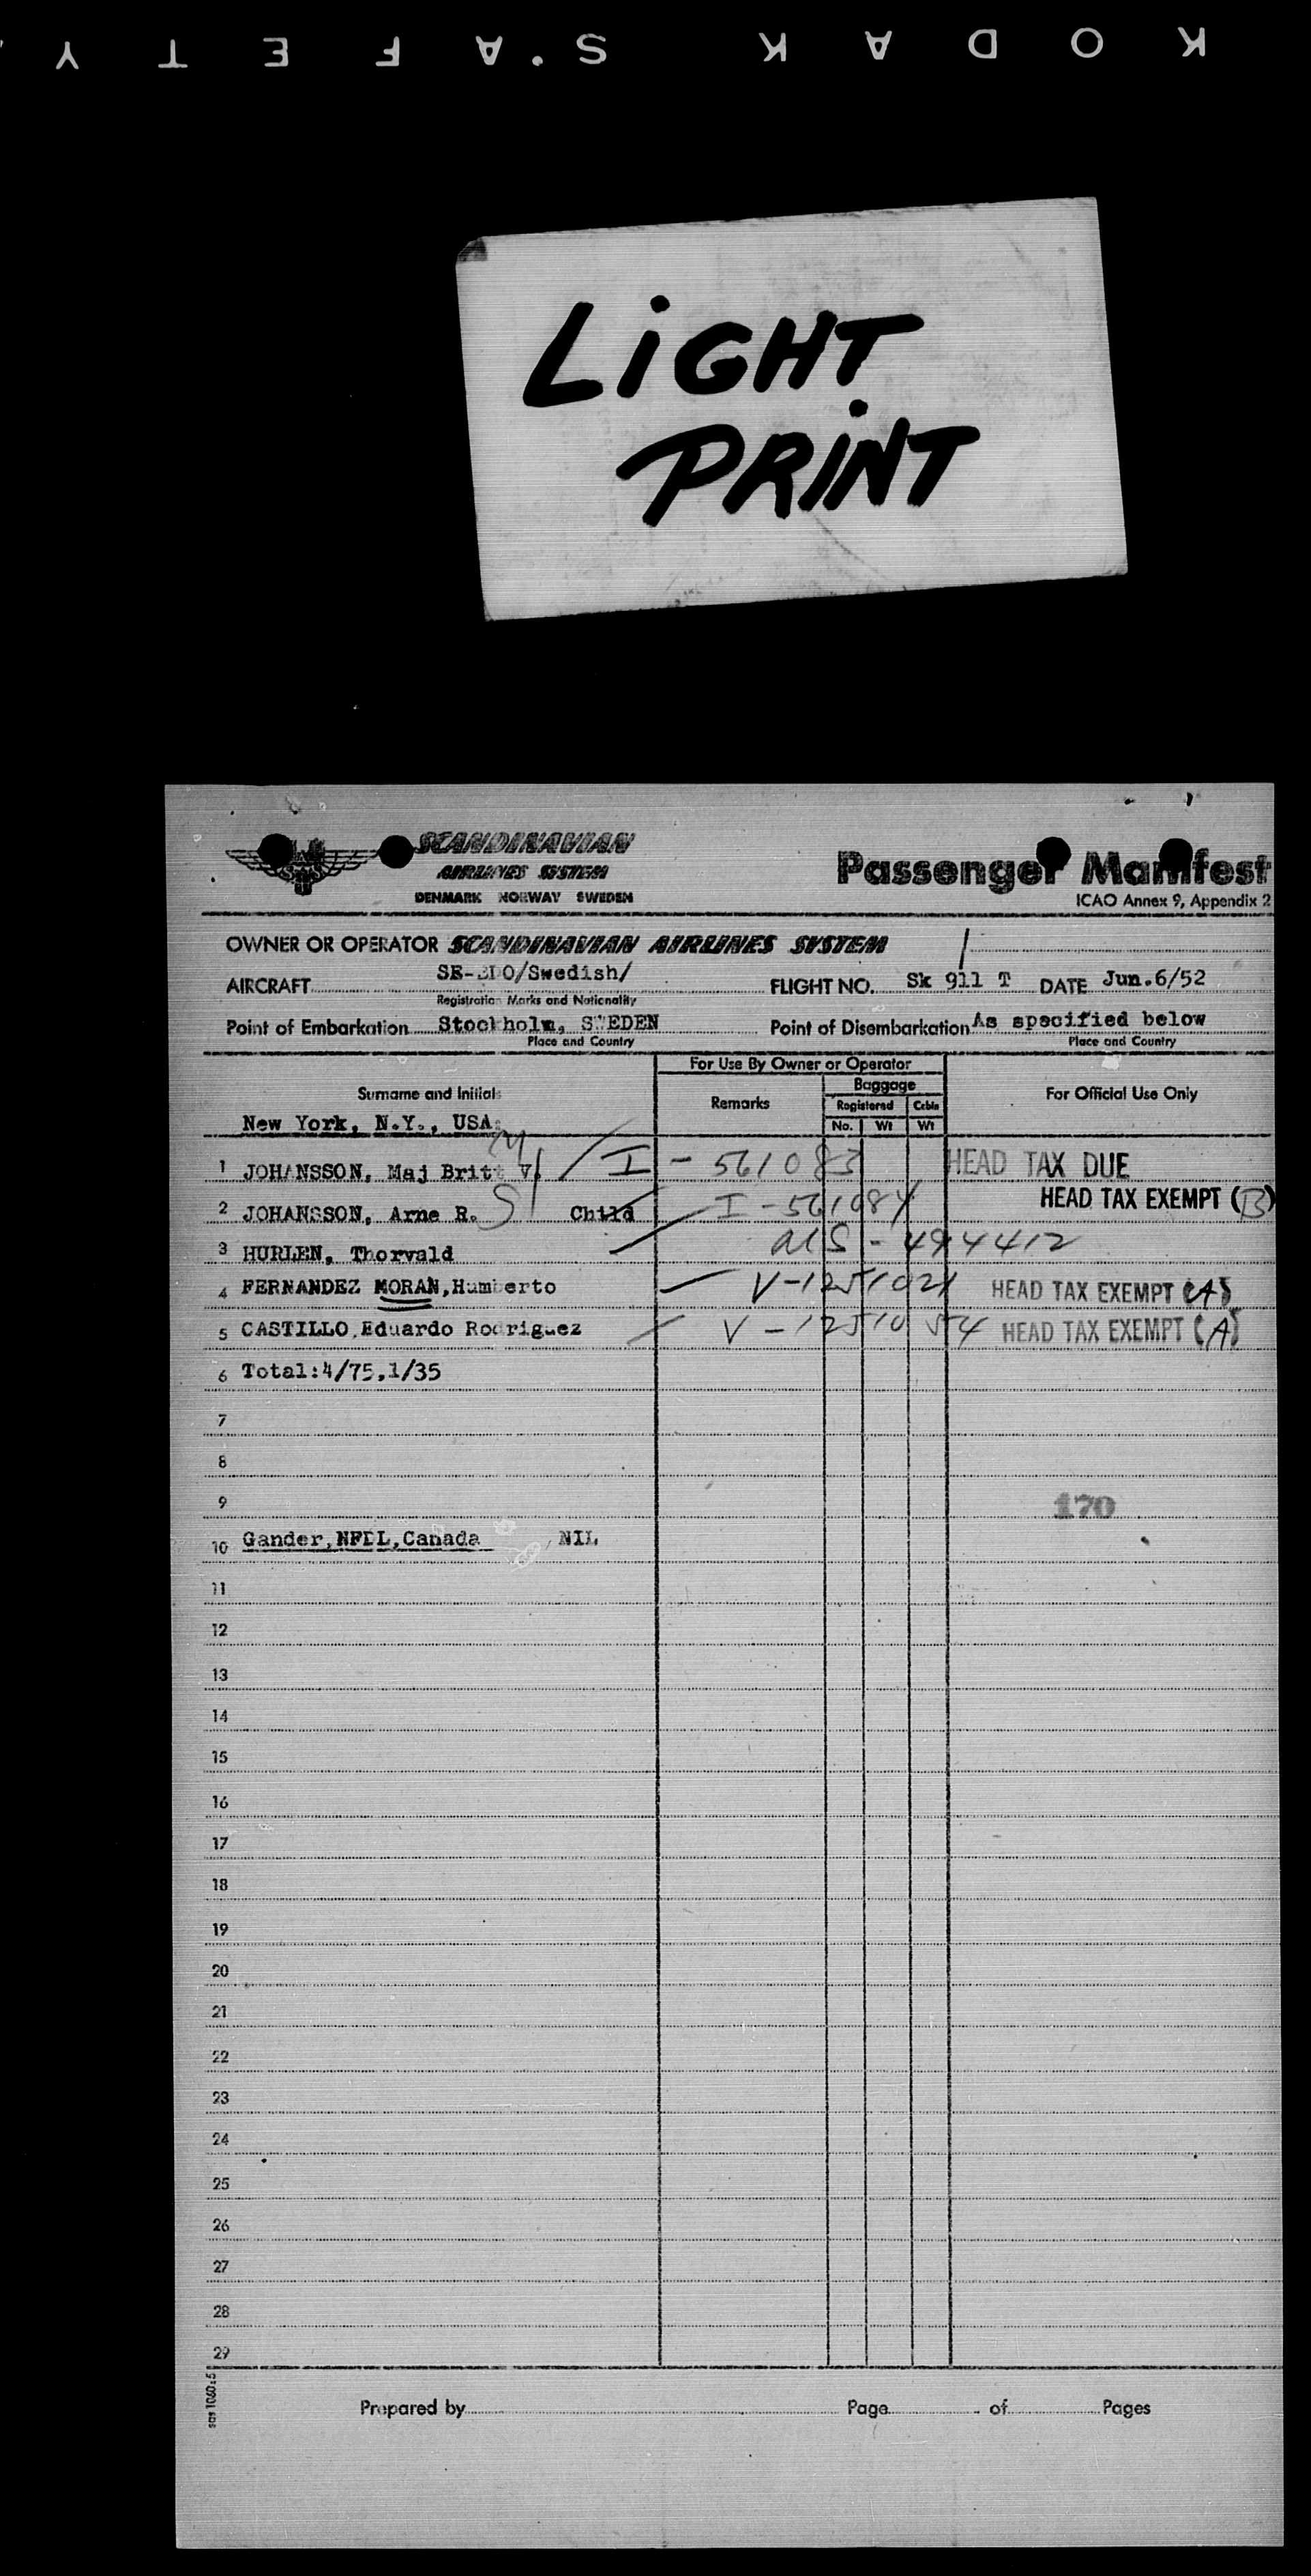 KODAK SAFETY
LiGHT
PRiNT
SCANDINAVIAN
AIRLINES SYSTEM
DENMARK NORWAY SWEDEN
Passenger Manifest
ICAO Annex 9, Appendix 2
OWNER OR OPERATOR SCANDINAVIAN AIRLINES SYSTEM
AIRCRAFT /Swedish/ FLIGHT NO. Sk 911 T DATE Jun.6/52
Registration Marks and Nationality
Point of Embarkation Stockholm, SWEDEN Point of Disembarkation As specified below
Place and Country Place and Country
For Use By Owner or Operator
Surname and Initials Remarks Baggage For Official Use Only
Registered Cabin
New York, N.Y., USA: No. Wt Wt
1 JOHANSSON, Maj Britt V. M I - 561083 HEAD TAX DUE
2 JOHANSSON, Arne R. S Child I - 561084 HEAD TAX EXEMPT (B)
3 HURLEN, Thorvald - 494412
4 FERNANDEZ MORAN,Humberto V-1251021 HEAD TAX EXEMPT (A)
5 CASTILLO,Eduardo Rodriguez V-1251054 HEAD TAX EXEMPT (A)
6 Total:4/75,1/35
7
8
9 170
10 Gander,NFDL,Canada NIL
11
12
13
14
15
16
17
18
19
20
21
22
23
24
25
26
27
28
29
Prepared by Page of Pages